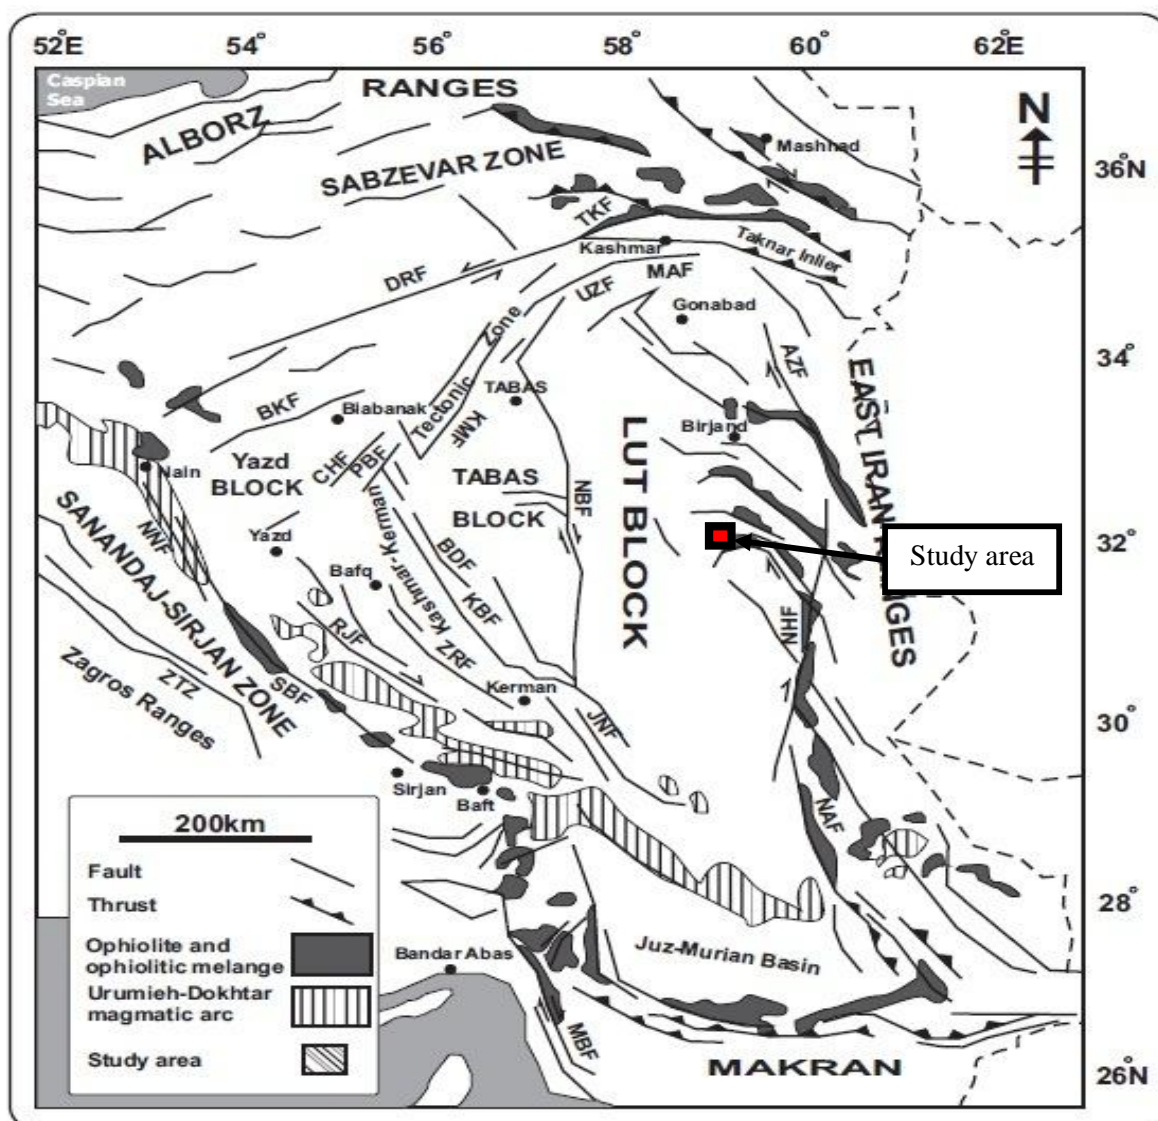 52°E 54° 56° 58° 60° 62°E
Caspian
Sea
RANGES
ALBORZ
N
Mashhad
SABZEVAR ZONE
36°N
TKF
Kashmar
Taknar Inlier
DRF
MAF
UZF
Gonabad
Zone
34°
AZF
TABAS
Tectonic
BKF
Biabanak
KMF
EAST IRAN RANGES
LUT BLOCK
Birjand
Nain
Yazd
BLOCK
CHF
PBF
TABAS
BLOCK
NBF
SANANDAJ-SIRJAN ZONE
NNF
Yazd
Kashmar-Kerman
BDF
32°
Study area
Bafq
KBF
RJF
ZRF
NHF
Zagros Ranges
ZTZ
SBF
Kerman
JNF
30°
Sirjan
Baft
NAF
200km
Fault
Thrust
28°
Ophiolite and
ophiolitic melange
Bandar Abas
Juz-Murian Basin
Urumieh-Dokhtar
magmatic arc
Study area
MBF
MAKRAN
26°N